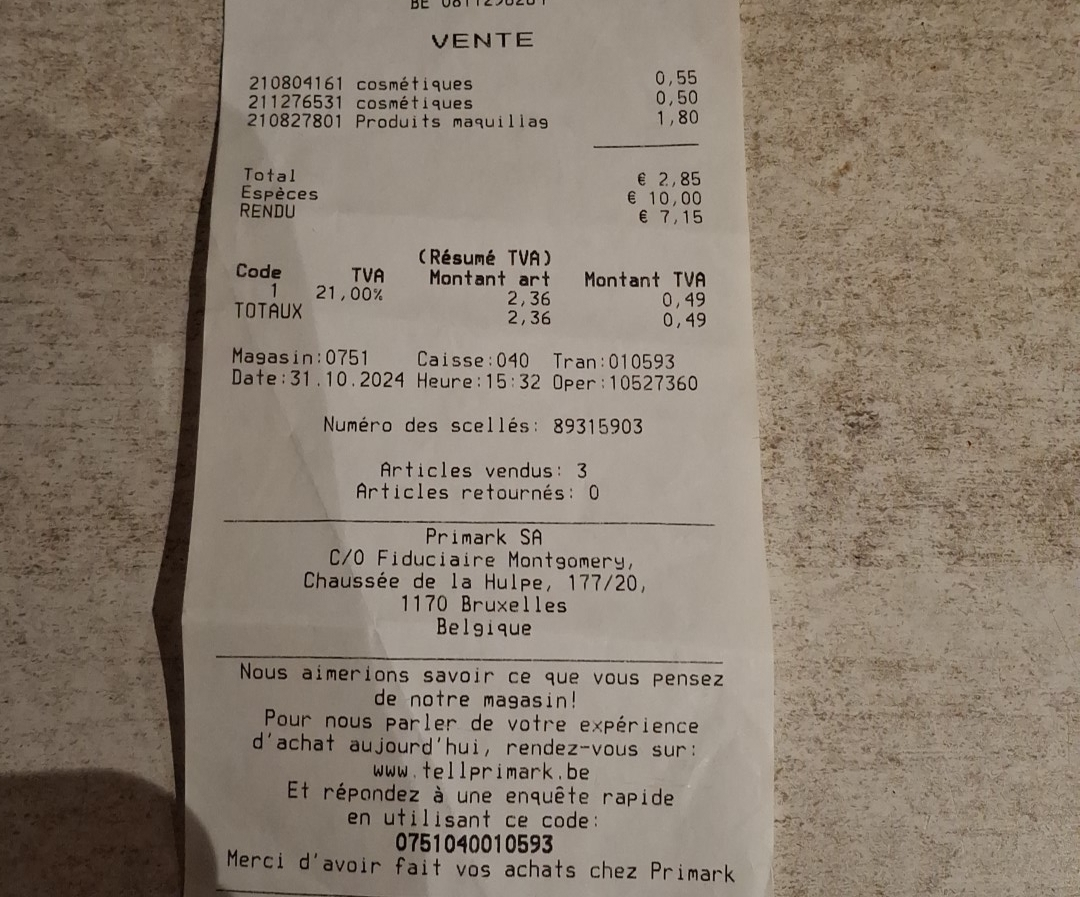 VENTE
210804161 cosmétiques 0,55
211276531 cosmétiques 0,50
210827801 Produits maquillag 1,80
Total € 2,85
Espèces € 10,00
RENDU € 7,15
(Résumé TVA)
Code TVA Montant art Montant TVA
1 21,00% 2,36 0,49
TOTAUX 2,36 0,49
Magasin:0751 Caisse:040 Tran:010593
Date:31.10.2024 Heure:15:32 Oper:10527360
Numéro des scellés: 89315903
Articles vendus: 3
Articles retournés: 0
Primark SA
C/O Fiduciaire Montgomery,
Chaussée de la Hulpe, 177/20,
1170 Bruxelles
Belgique
Nous aimerions savoir ce que vous pensez
de notre magasin!
Pour nous parler de votre expérience
d'achat aujourd'hui, rendez-vous sur:
www.tellprimark.be
Et répondez à une enquête rapide
en utilisant ce code:
0751040010593
Merci d'avoir fait vos achats chez Primark